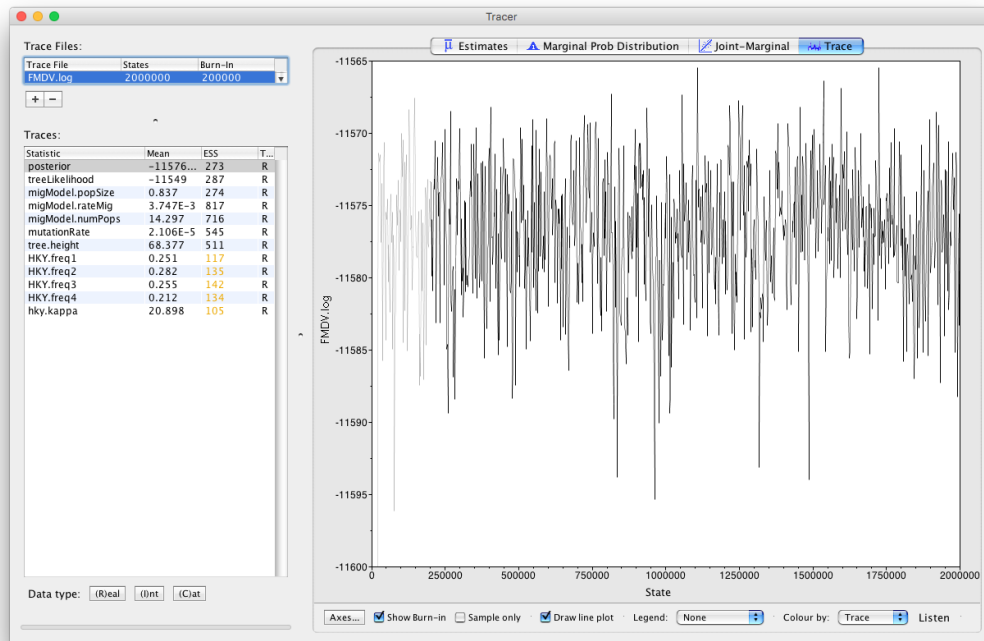 Tracer
Trace Files:
Trace File States Burn-In
FMDV.log 2000000 200000
+ −
Traces:
Statistic Mean ESS T...
posterior -11576... 273 R
treeLikelihood -11549 287 R
migModel.popSize 0.837 274 R
migModel.rateMig 3.747E-3 817 R
migModel.numPops 14.297 716 R
mutationRate 2.106E-5 545 R
tree.height 68.377 511 R
HKY.freq1 0.251 117 R
HKY.freq2 0.282 135 R
HKY.freq3 0.255 142 R
HKY.freq4 0.212 134 R
hky.kappa 20.898 105 R
Data type: (R)eal (I)nt (C)at
Estimates Marginal Prob Distribution Joint-Marginal Trace
-11565
-11570
-11575
-11580
-11585
-11590
-11595
-11600
FMDV.log
0 250000 500000 750000 1000000 1250000 1500000 1750000 2000000
State
Axes... Show Burn-in Sample only Draw line plot Legend: None Colour by: Trace Listen